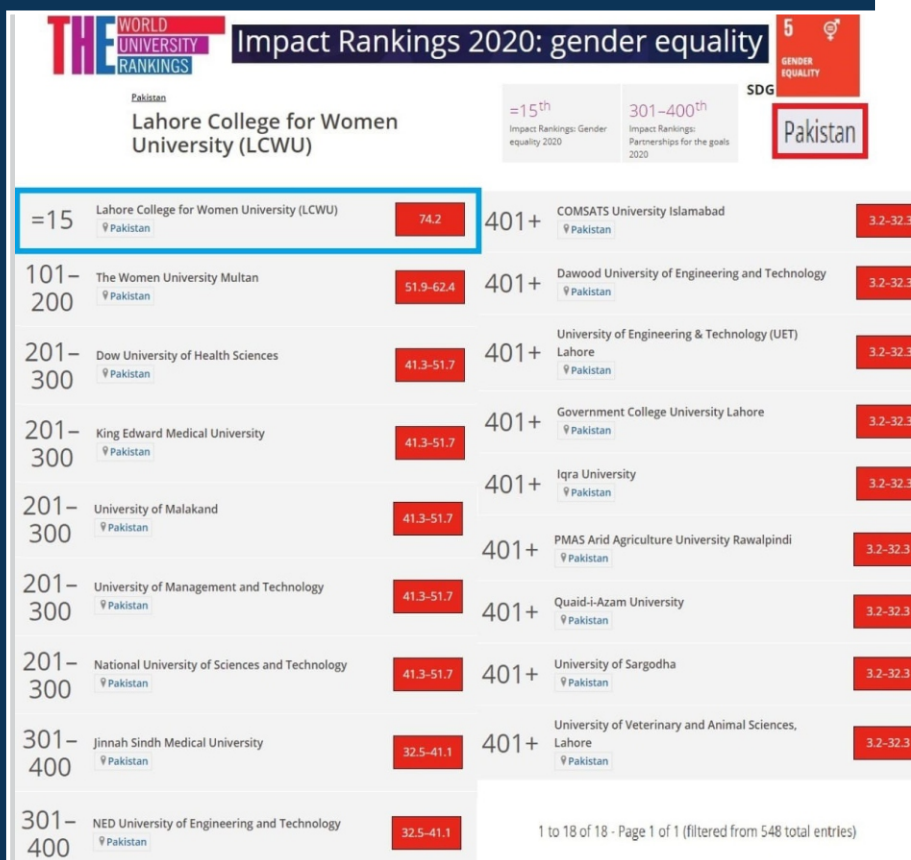 THE WORLD
UNIVERSITY
RANKINGS
Impact Rankings 2020: gender equality
5
GENDER
EQUALITY
SDG
Pakistan
Pakistan
Lahore College for Women
University (LCWU)
=15th
Impact Rankings: Gender
equality 2020
301–400th
Impact Rankings:
Partnerships for the goals
2020
=15
Lahore College for Women University (LCWU)
Pakistan
74.2
101–
200
The Women University Multan
Pakistan
51.9–62.4
201–
300
Dow University of Health Sciences
Pakistan
41.3–51.7
201–
300
King Edward Medical University
Pakistan
41.3–51.7
201–
300
University of Malakand
Pakistan
41.3–51.7
201–
300
University of Management and Technology
Pakistan
41.3–51.7
201–
300
National University of Sciences and Technology
Pakistan
41.3–51.7
301–
400
Jinnah Sindh Medical University
Pakistan
32.5–41.1
301–
400
NED University of Engineering and Technology
Pakistan
32.5–41.1
401+
COMSATS University Islamabad
Pakistan
3.2–32.3
401+
Dawood University of Engineering and Technology
Pakistan
3.2–32.3
401+
University of Engineering & Technology (UET)
Lahore
Pakistan
3.2–32.3
401+
Government College University Lahore
Pakistan
3.2–32.3
401+
Iqra University
Pakistan
3.2–32.3
401+
PMAS Arid Agriculture University Rawalpindi
Pakistan
3.2–32.3
401+
Quaid-i-Azam University
Pakistan
3.2–32.3
401+
University of Sargodha
Pakistan
3.2–32.3
401+
University of Veterinary and Animal Sciences,
Lahore
Pakistan
3.2–32.3
1 to 18 of 18 - Page 1 of 1 (filtered from 548 total entries)